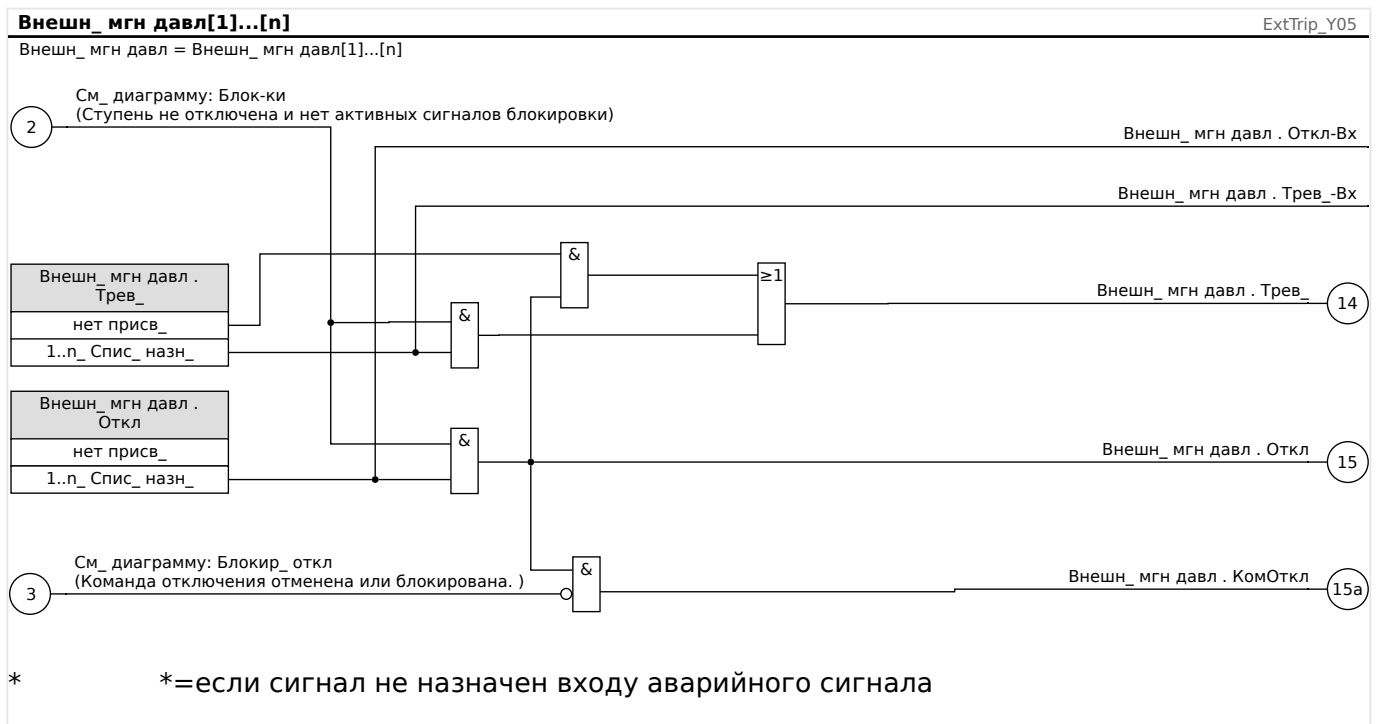 Внешн_ мгн давл[1]...[n]
ExtTrip_Y05
Внешн_ мгн давл = Внешн_ мгн давл[1]...[n]
См_ диаграмму: Блок-ки
(Ступень не отключена и нет активных сигналов блокировки)
2
Внешн_ мгн давл . Откл-Вх
Внешн_ мгн давл . Трев_-Вх
&
Внешн_ мгн давл .
Трев_
нет присв_
1..n_ Спис_ назн_
&
≥1
Внешн_ мгн давл . Трев_
14
Внешн_ мгн давл .
Откл
нет присв_
1..n_ Спис_ назн_
&
Внешн_ мгн давл . Откл
15
См_ диаграмму: Блокир_ откл
(Команда отключения отменена или блокирована. )
3
&
Внешн_ мгн давл . КомОткл
15a
* *=если сигнал не назначен входу аварийного сигнала